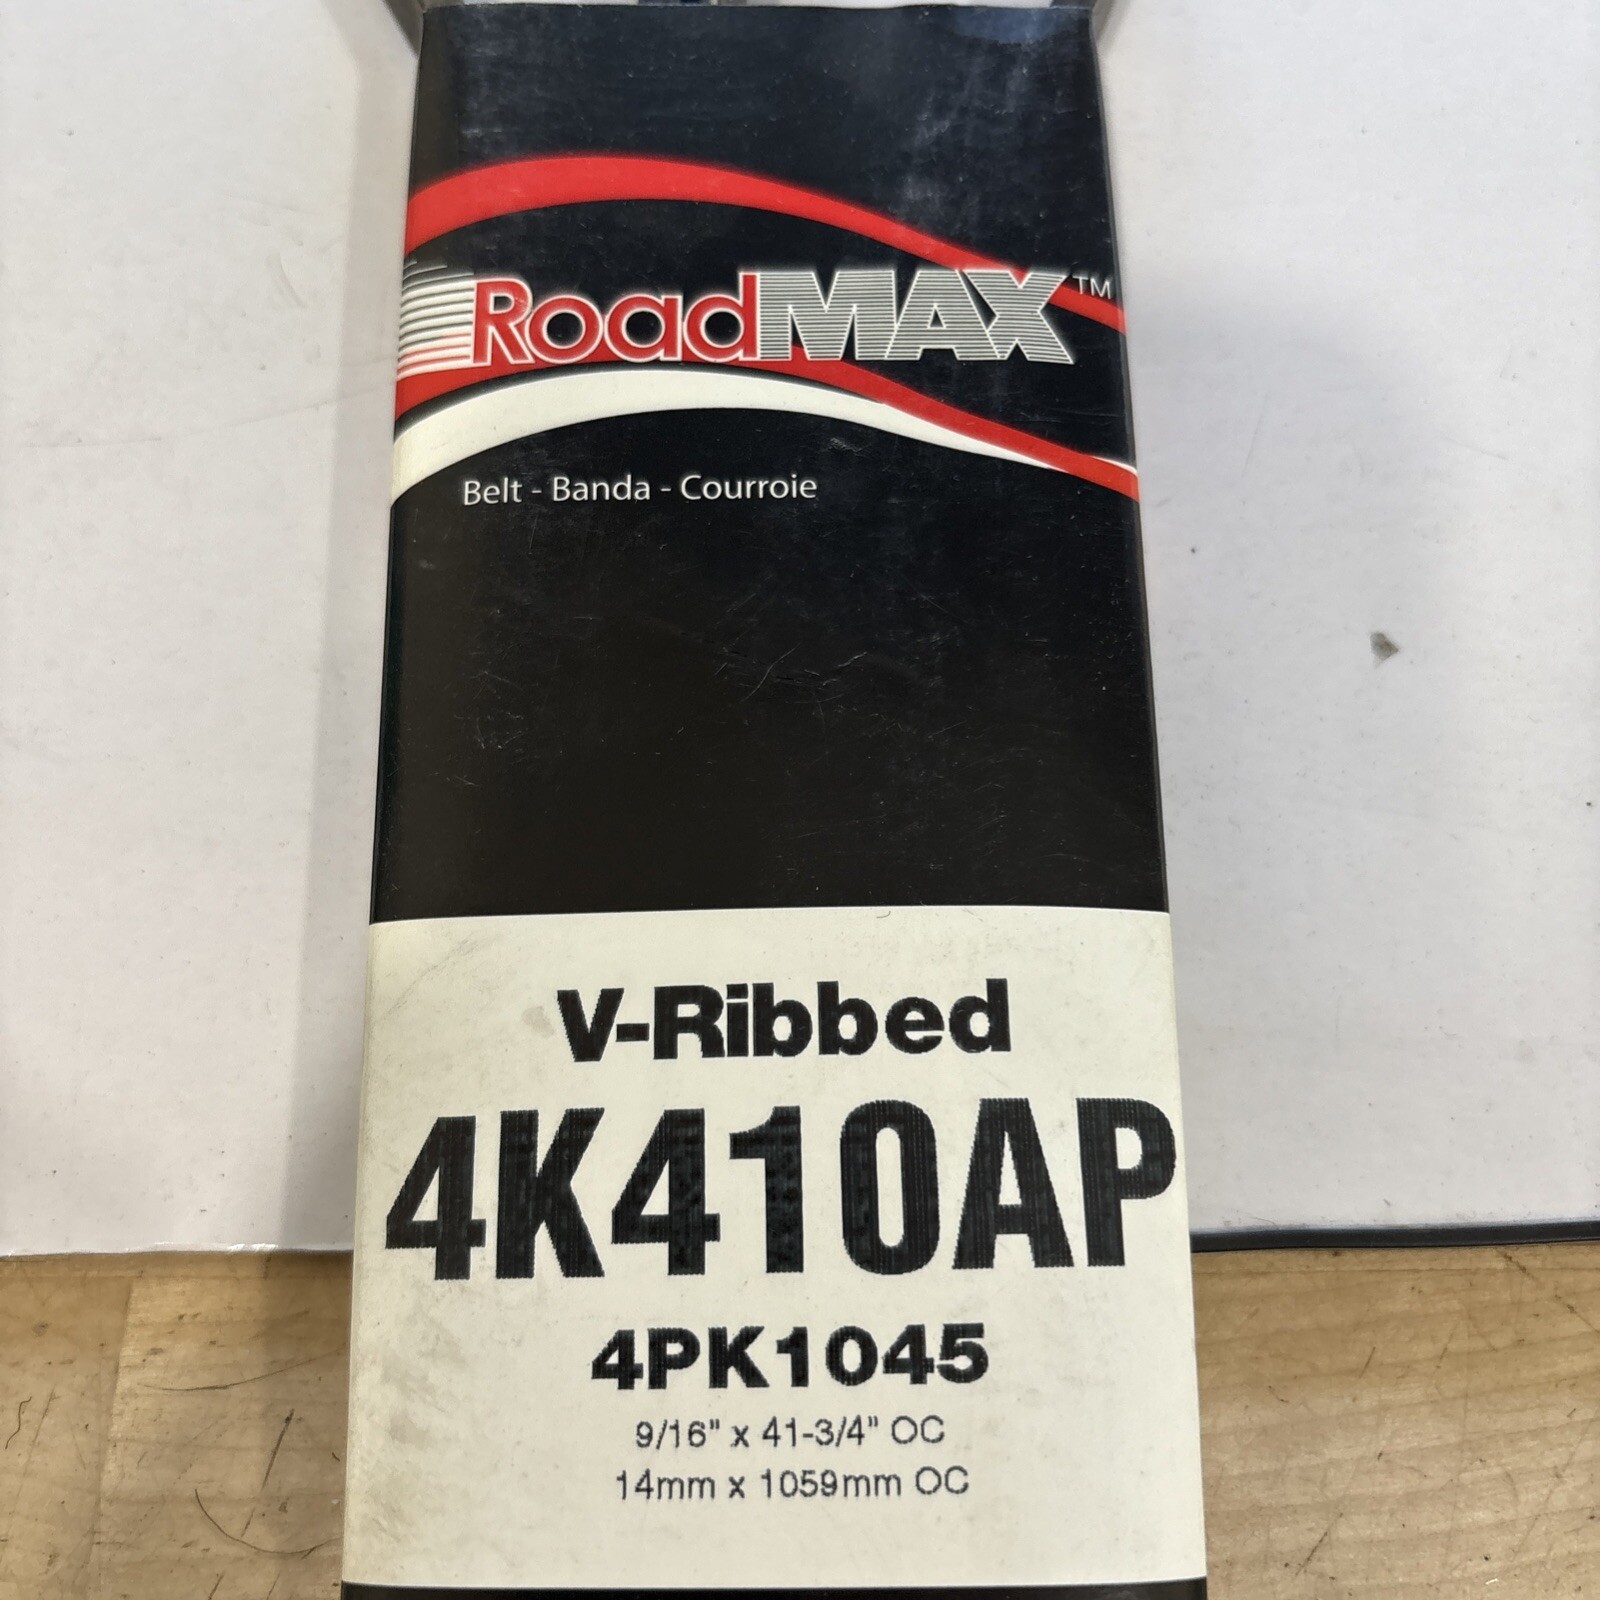 RoadMAX™
Belt - Banda - Courroie
V-Ribbed
4K410AP
4PK1045
9/16" x 41-3/4" OC
14mm x 1059mm OC